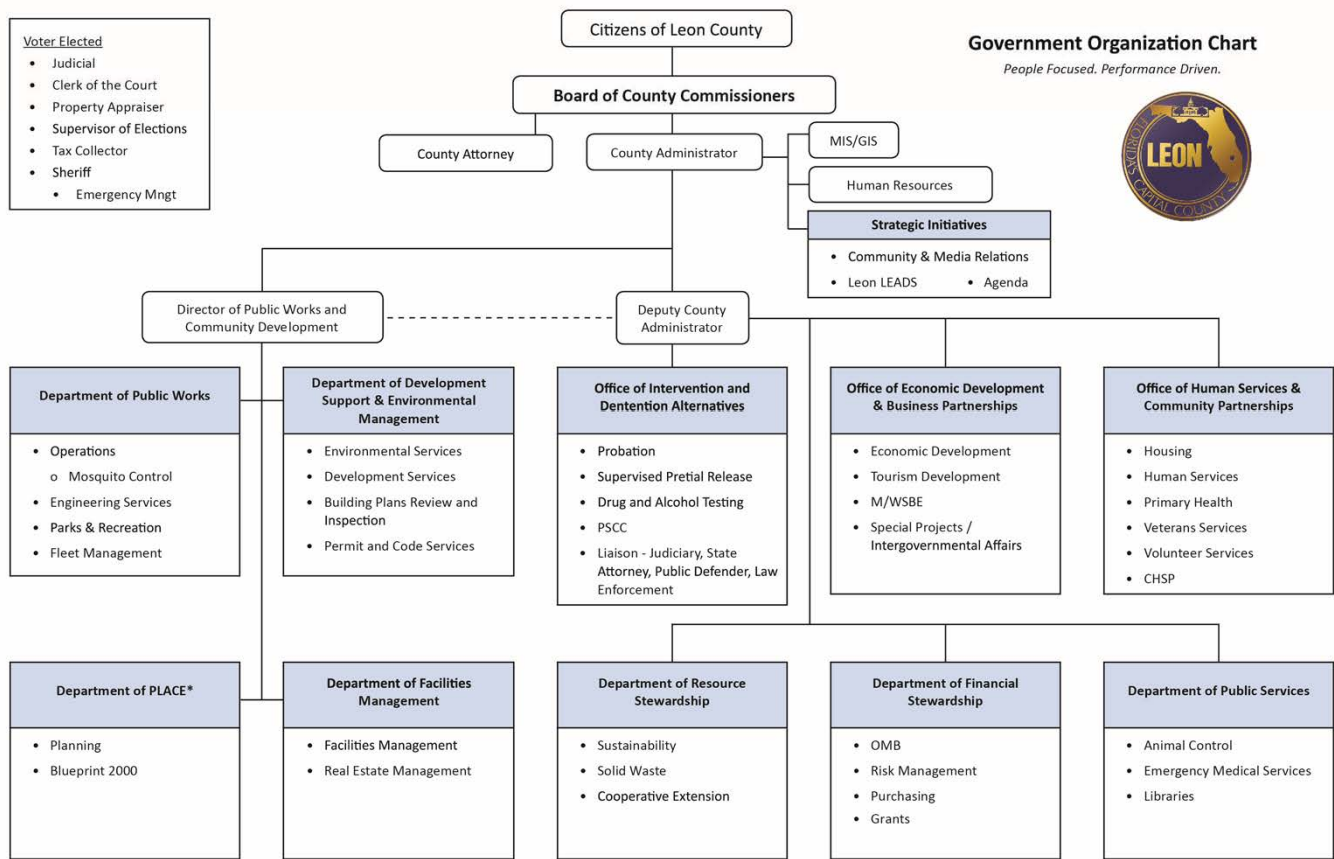 Voter Elected
• Judicial
• Clerk of the Court
• Property Appraiser
• Supervisor of Elections
• Tax Collector
• Sheriff
• Emergency Mngt
Citizens of Leon County
Board of County Commissioners
County Attorney
County Administrator
MIS/GIS
Human Resources
Strategic Initiatives
• Community & Media Relations
• Leon LEADS • Agenda
Government Organization Chart
People Focused. Performance Driven.
LEON
FLORIDA'S CAPITAL COUNTY
Director of Public Works and
Community Development
Deputy County
Administrator
Department of Public Works
• Operations
o Mosquito Control
• Engineering Services
• Parks & Recreation
• Fleet Management
Department of Development
Support & Environmental
Management
• Environmental Services
• Development Services
• Building Plans Review and
Inspection
• Permit and Code Services
Office of Intervention and
Dentention Alternatives
• Probation
• Supervised Pretial Release
• Drug and Alcohol Testing
• PSCC
• Liaison - Judiciary, State
Attorney, Public Defender, Law
Enforcement
Office of Economic Development
& Business Partnerships
• Economic Development
• Tourism Development
• M/WSBE
• Special Projects /
Intergovernmental Affairs
Office of Human Services &
Community Partnerships
• Housing
• Human Services
• Primary Health
• Veterans Services
• Volunteer Services
• CHSP
Department of PLACE*
• Planning
• Blueprint 2000
Department of Facilities
Management
• Facilities Management
• Real Estate Management
Department of Resource
Stewardship
• Sustainability
• Solid Waste
• Cooperative Extension
Department of Financial
Stewardship
• OMB
• Risk Management
• Purchasing
• Grants
Department of Public Services
• Animal Control
• Emergency Medical Services
• Libraries